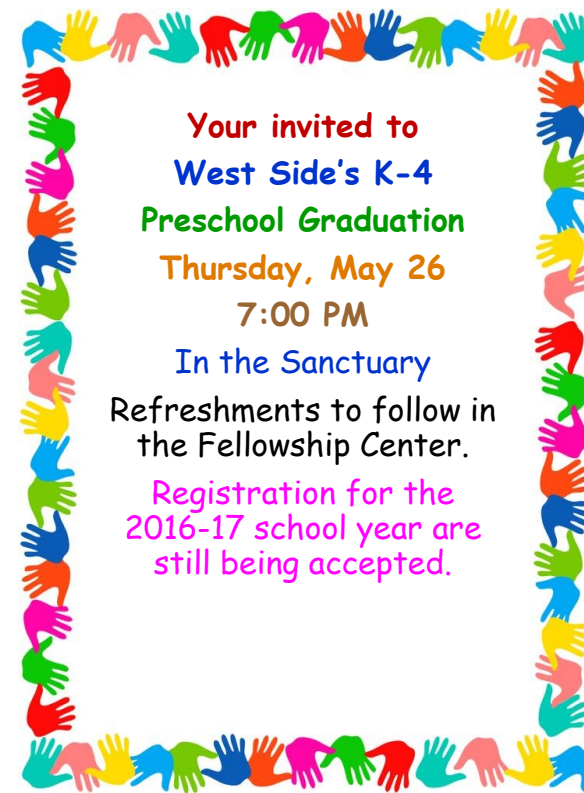 Your invited to
West Side's K-4
Preschool Graduation
Thursday, May 26
7:00 PM
In the Sanctuary
Refreshments to follow in
the Fellowship Center.
Registration for the
2016-17 school year are
still being accepted.